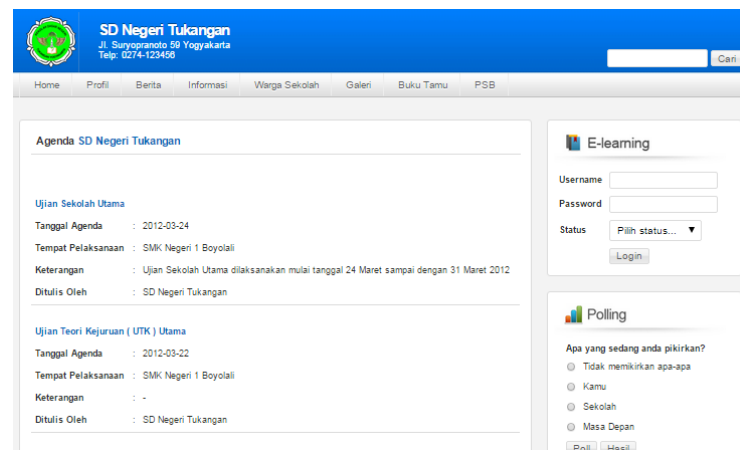 SD Negeri Tukangan
Jl. Suryopranoto 59 Yogyakarta
Telp: 0274-123456
Cari
Home Profil Berita Informasi Warga Sekolah Galeri Buku Tamu PSB
Agenda SD Negeri Tukangan
Ujian Sekolah Utama
Tanggal Agenda : 2012-03-24
Tempat Pelaksanaan : SMK Negeri 1 Boyolali
Keterangan : Ujian Sekolah Utama dilaksanakan mulai tanggal 24 Maret sampai dengan 31 Maret 2012
Ditulis Oleh : SD Negeri Tukangan
Ujian Teori Kejuruan ( UTK ) Utama
Tanggal Agenda : 2012-03-22
Tempat Pelaksanaan : SMK Negeri 1 Boyolali
Keterangan : -
Ditulis Oleh : SD Negeri Tukangan
E-learning
Username
Password
Status Pilih status...
Login
Polling
Apa yang sedang anda pikirkan?
Tidak memikirkan apa-apa
Kamu
Sekolah
Masa Depan
Poll Hasil